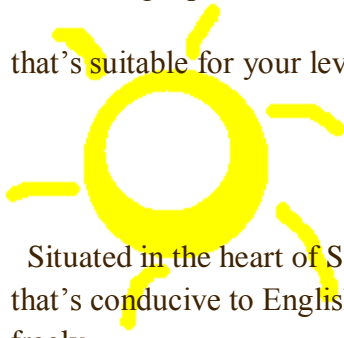 that's suitable for your lev
Situated in the heart of S
that's conducive to Englis